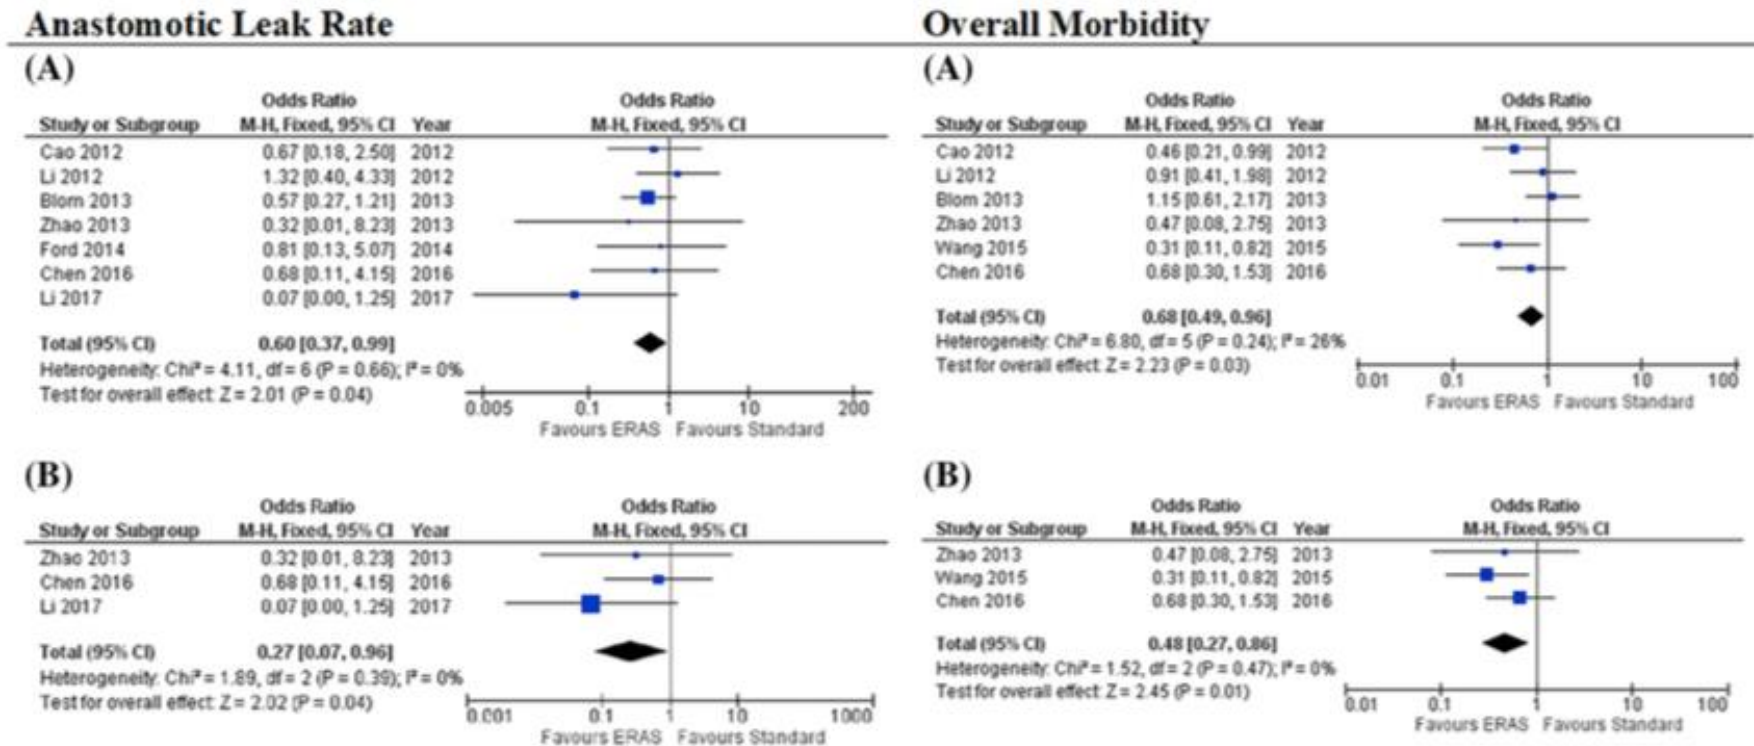 Anastomotic Leak Rate
(A)
Odds Ratio Odds Ratio
Study or Subgroup M-H, Fixed, 95% CI Year M-H, Fixed, 95% CI
Cao 2012 0.67 [0.18, 2.50] 2012
Li 2012 1.32 [0.40, 4.33] 2012
Blom 2013 0.57 [0.27, 1.21] 2013
Zhao 2013 0.32 [0.01, 8.23] 2013
Ford 2014 0.81 [0.13, 5.07] 2014
Chen 2016 0.68 [0.11, 4.15] 2016
Li 2017 0.07 [0.00, 1.25] 2017
Total (95% CI) 0.60 [0.37, 0.99]
Heterogeneity: Chi² = 4.11, df = 6 (P = 0.66); I² = 0%
Test for overall effect: Z = 2.01 (P = 0.04)
0.005 0.1 1 10 200
Favours ERAS Favours Standard
(B)
Odds Ratio Odds Ratio
Study or Subgroup M-H, Fixed, 95% CI Year M-H, Fixed, 95% CI
Zhao 2013 0.32 [0.01, 8.23] 2013
Chen 2016 0.68 [0.11, 4.15] 2016
Li 2017 0.07 [0.00, 1.25] 2017
Total (95% CI) 0.27 [0.07, 0.96]
Heterogeneity: Chi² = 1.89, df = 2 (P = 0.39); I² = 0%
Test for overall effect: Z = 2.02 (P = 0.04)
0.001 0.1 1 10 1000
Favours ERAS Favours Standard
Overall Morbidity
(A)
Odds Ratio Odds Ratio
Study or Subgroup M-H, Fixed, 95% CI Year M-H, Fixed, 95% CI
Cao 2012 0.46 [0.21, 0.99] 2012
Li 2012 0.91 [0.41, 1.98] 2012
Blom 2013 1.15 [0.61, 2.17] 2013
Zhao 2013 0.47 [0.08, 2.75] 2013
Wang 2015 0.31 [0.11, 0.82] 2015
Chen 2016 0.68 [0.30, 1.53] 2016
Total (95% CI) 0.68 [0.49, 0.96]
Heterogeneity: Chi² = 6.80, df = 5 (P = 0.24); I² = 26%
Test for overall effect: Z = 2.23 (P = 0.03)
0.01 0.1 1 10 100
Favours ERAS Favours Standard
(B)
Odds Ratio Odds Ratio
Study or Subgroup M-H, Fixed, 95% CI Year M-H, Fixed, 95% CI
Zhao 2013 0.47 [0.08, 2.75] 2013
Wang 2015 0.31 [0.11, 0.82] 2015
Chen 2016 0.68 [0.30, 1.53] 2016
Total (95% CI) 0.48 [0.27, 0.86]
Heterogeneity: Chi² = 1.52, df = 2 (P = 0.47); I² = 0%
Test for overall effect: Z = 2.45 (P = 0.01)
0.01 0.1 1 10 100
Favours ERAS Favours Standard